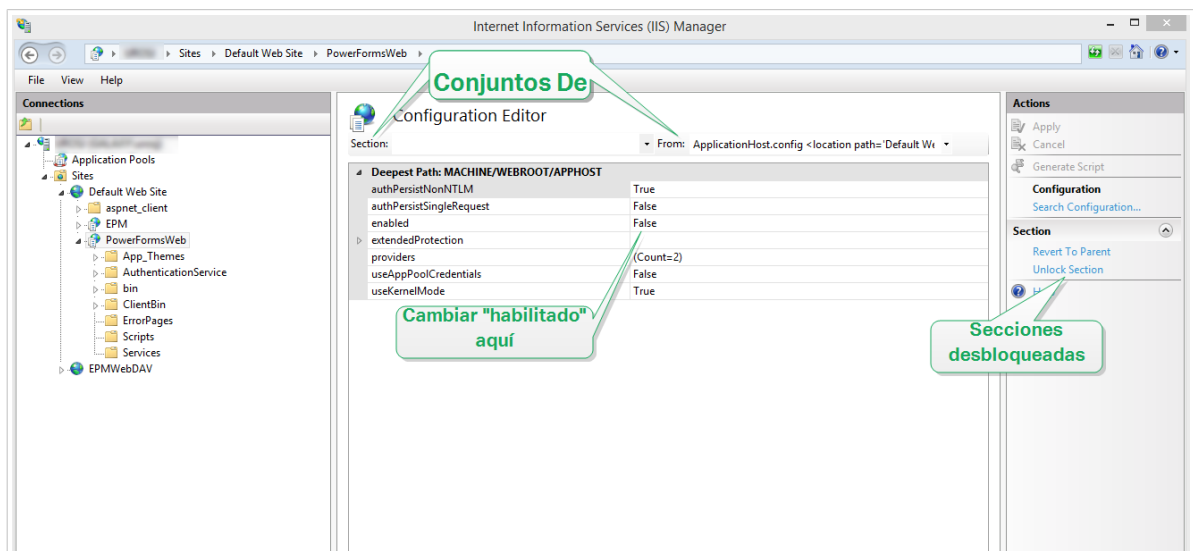 Internet Information Services (IIS) Manager
Sites
Default Web Site
PowerFormsWeb
File View Help
Connections
Application Pools
Sites
Default Web Site
aspnet_client
EPM
PowerFormsWeb
App_Themes
AuthenticationService
bin
ClientBin
ErrorPages
Scripts
Services
EPMWebDAV
Conjuntos De
Configuration Editor
Section:
From: ApplicationHost.config <location path='Default We
Deepest Path: MACHINE/WEBROOT/APPHOST
authPersistNonNTLM True
authPersistSingleRequest False
enabled False
extendedProtection
providers (Count=2)
useAppPoolCredentials False
useKernelMode True
Cambiar "habilitado"
aquí
Actions
Apply
Cancel
Generate Script
Configuration
Search Configuration...
Section
Revert To Parent
Unlock Section
Secciones
desbloqueadas